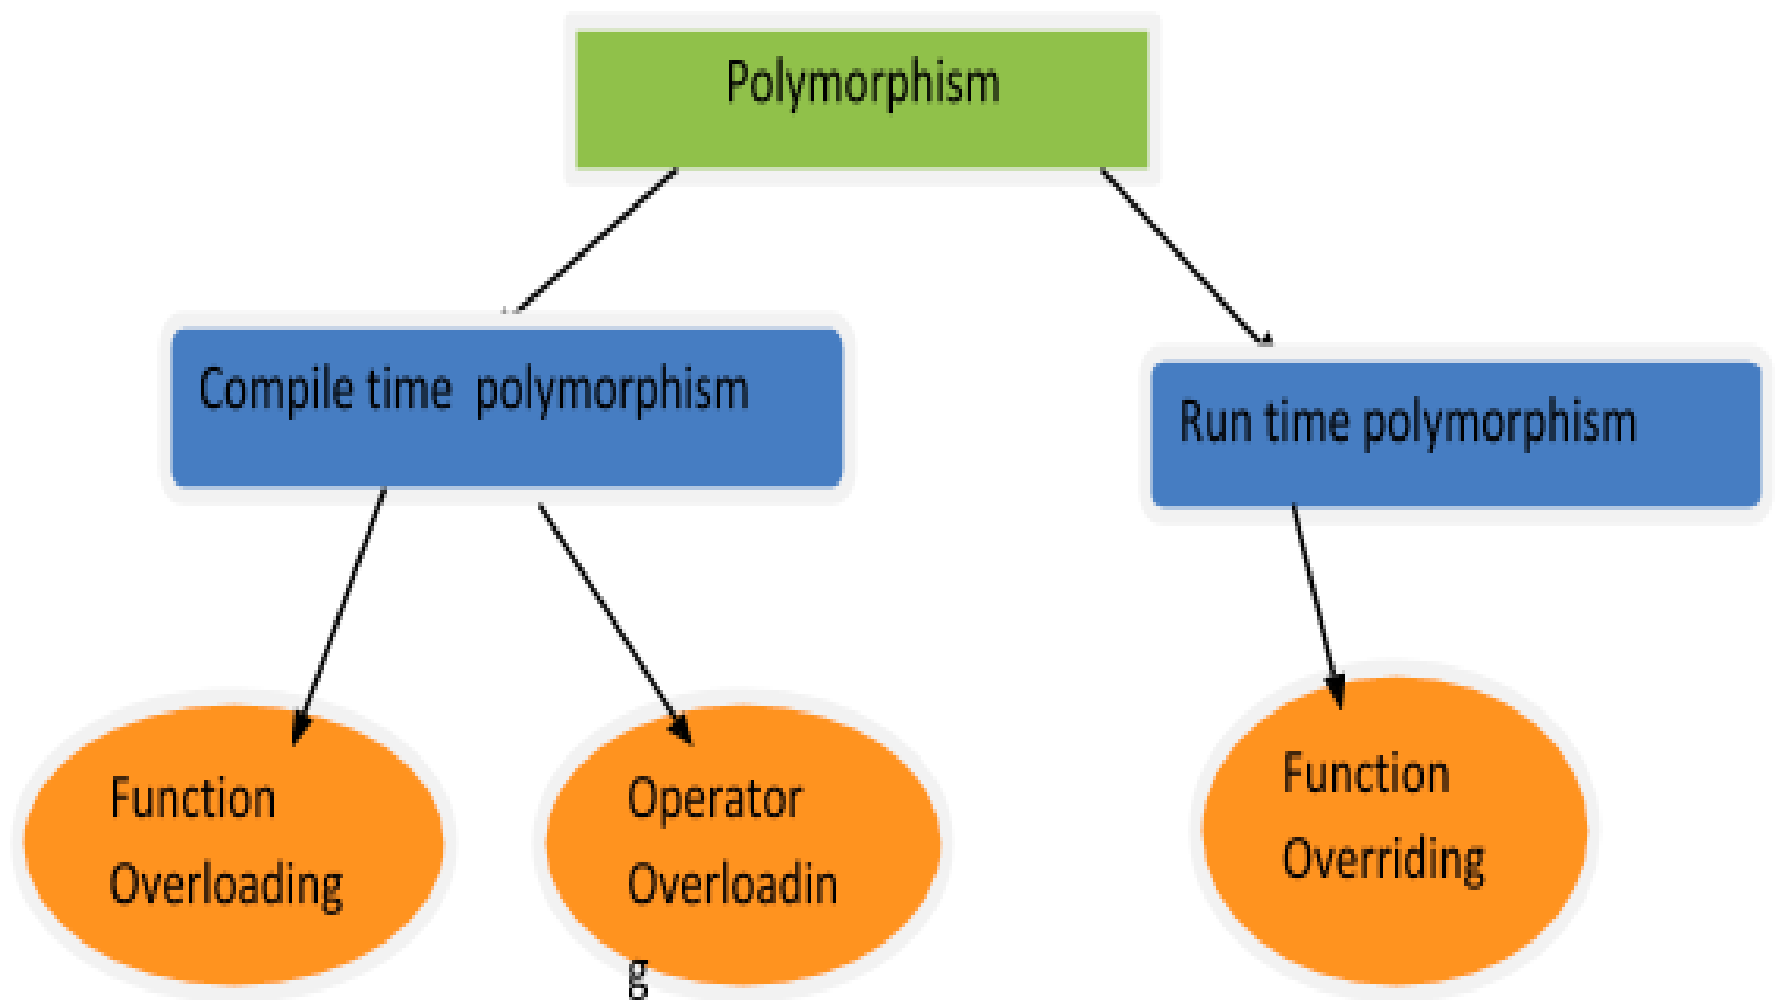 Polymorphism
Compile time  polymorphism
Run time polymorphism
Function
Overloading
Operator
Overloadin
g
Function
Overriding